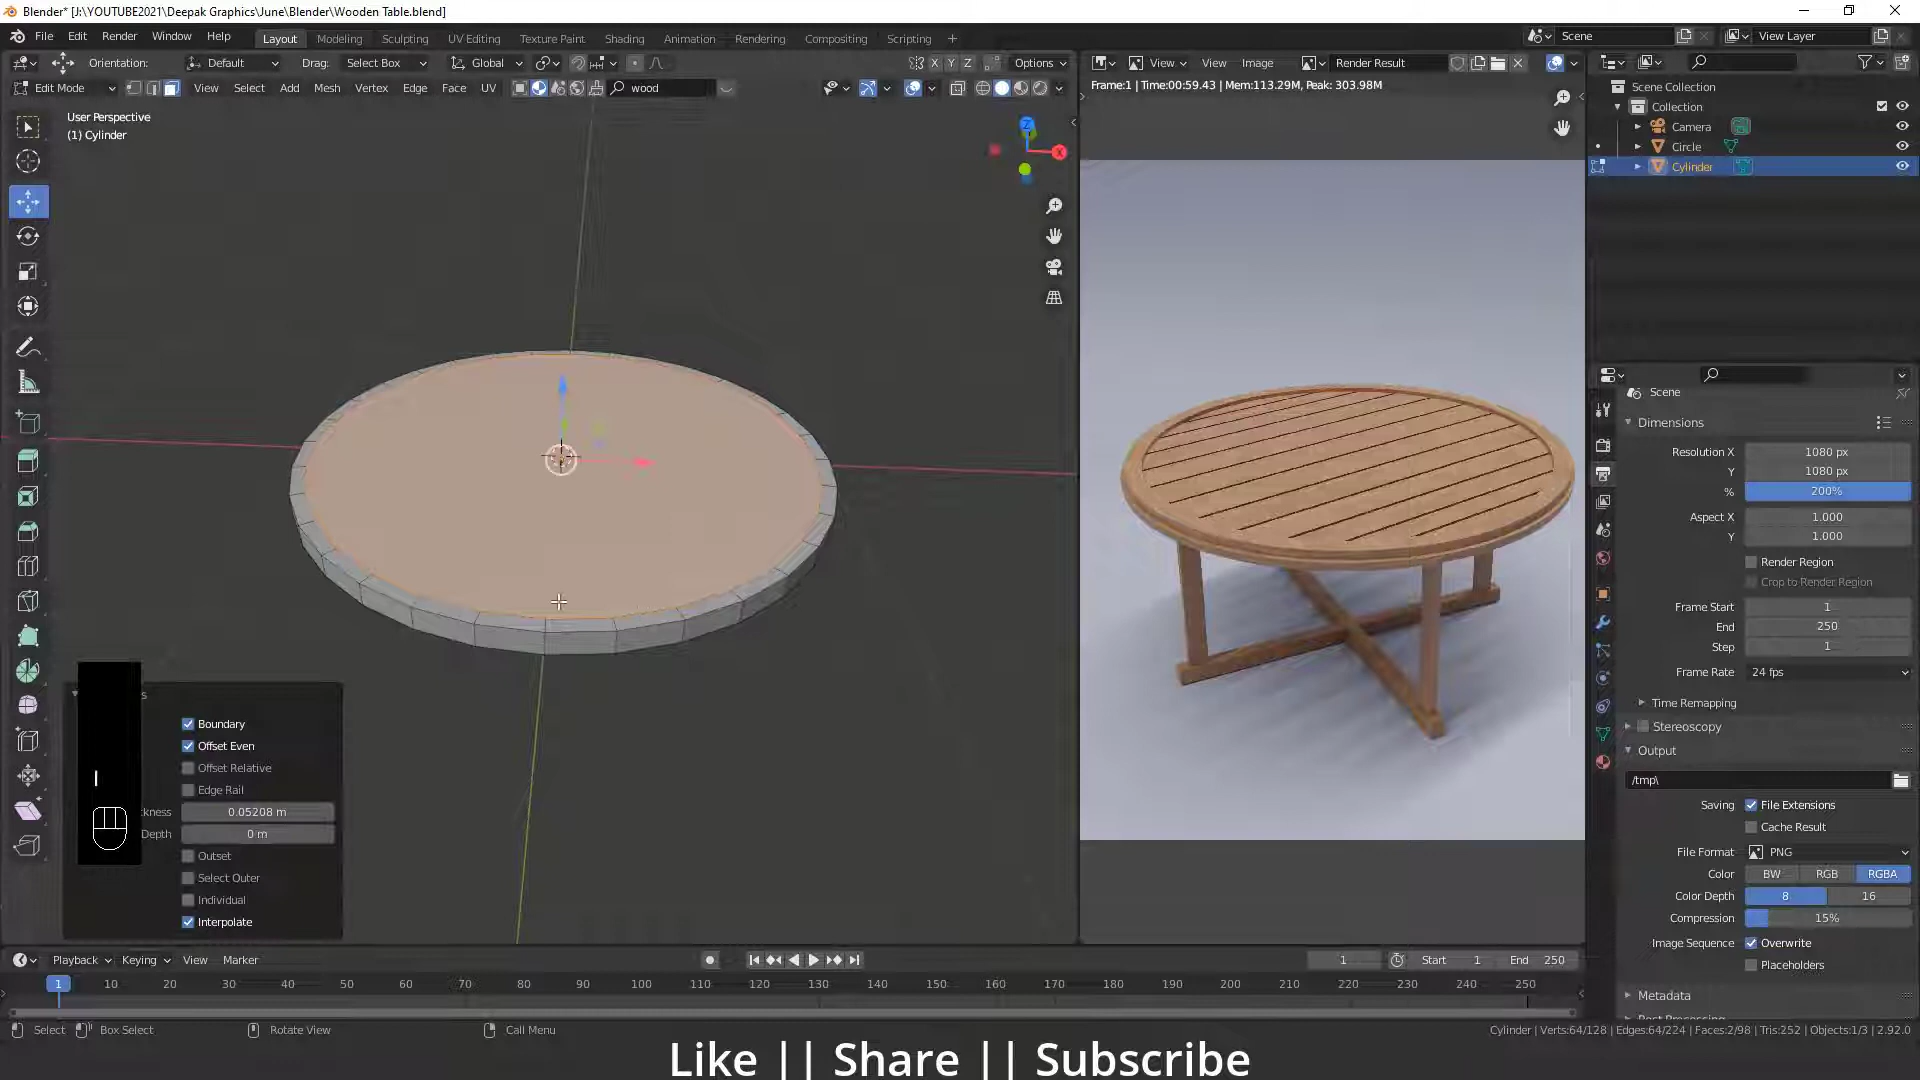 Blender* [J:\YOUTUBE2021\Deepak Graphics\June\Blender\Wooden Table.blend]
File Edit Render Window Help Layout Modeling Sculpting UV Editing Texture Paint Shading Animation Rendering Compositing Scripting + Scene View Layer
Orientation: Default Drag: Select Box Global X Y Z Options View View Image Render Result
Edit Mode View Select Add Mesh Vertex Edge Face UV wood
Frame:1 | Time:00:59.43 | Mem:113.29M, Peak: 303.98M
User Perspective
(1) Cylinder
Z
X
Scene Collection
Collection
Camera
Circle
Cylinder
Scene
Dimensions
Resolution X 1080 px
Y 1080 px
% 200%
Aspect X 1.000
Y 1.000
Render Region
Crop to Render Region
Frame Start 1
End 250
Step 1
Frame Rate 24 fps
Time Remapping
Stereoscopy
Output
/tmp\
Saving File Extensions
Cache Result
File Format PNG
Color BW RGB RGBA
Color Depth 8 16
Compression 15%
Image Sequence Overwrite
Placeholders
Metadata
Boundary
Offset Even
Offset Relative
Edge Rail
kness 0.05208 m
Depth 0 m
Outset
Select Outer
Individual
Interpolate
I
Playback Keying View Marker 1 Start 1 End 250
1 10 20 30 40 50 60 70 80 90 100 110 120 130 140 150 160 170 180 190 200 210 220 230 240 250
Select Box Select Rotate View Call Menu Cylinder | Verts:64/128 | Edges:64/224 | Faces:2/98 | Tris:252 | Objects:1/3 | 2.92.0
Like || Share || Subscribe